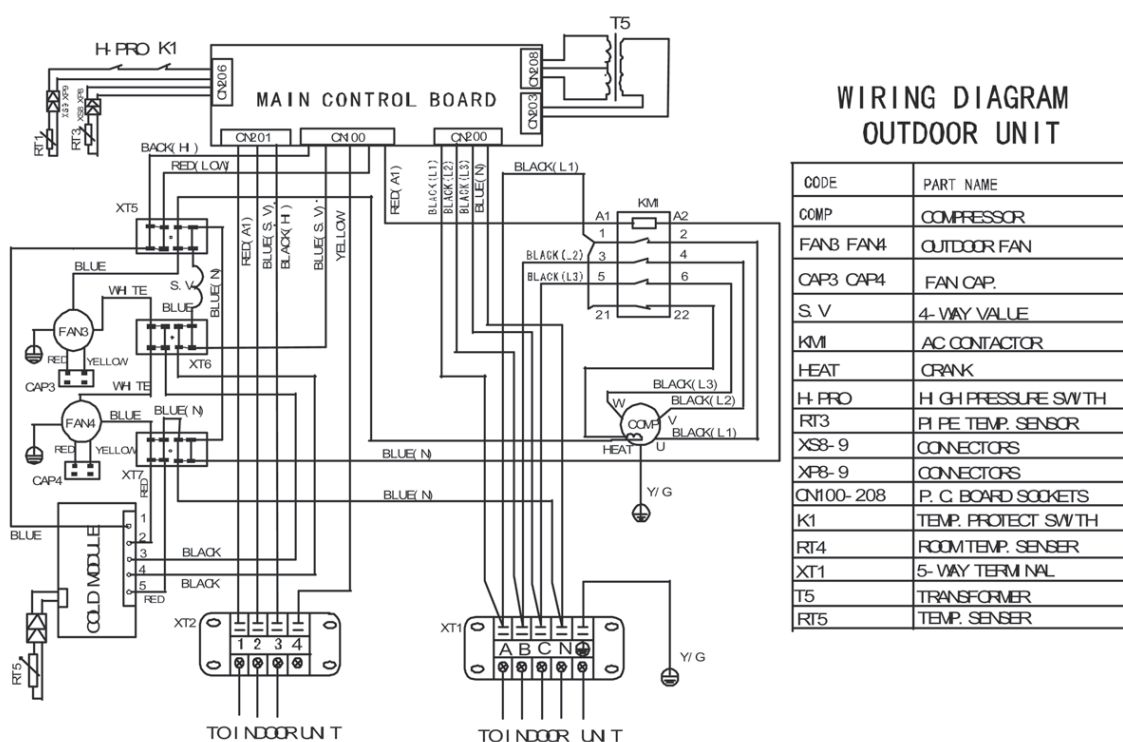 T5
H-PRO K1
CN206
MAIN CONTROL BOARD
CN208
CN203
XS9 XP9
XS8 XP8
RT1
RT3
CN201
CN100
CN200
BACK(HI)
RED(LOW)
RED(A1)
BLUE(S.V)
BLACK(HI)
BLUE(S.V)
YELLOW
RED(A1)
BLACK(L1)
BLACK(L2)
BLACK(L3)
BLUE(N)
BLACK(L1)
KM1
A1
A2
1
2
BLACK(L2)
3
4
BLACK(L3)
5
6
21
22
XT5
BLUE
S.V
BLUE(N)
WHITE
BLUE
FAN3
RED
YELLOW
XT6
CAP3
WHITE
BLUE
BLUE(N)
FAN4
RED
YELLOW
CAP4
XT7
RED
BLUE(N)
BLUE(N)
W
BLACK(L3)
BLACK(L2)
V
COMP
BLACK(L1)
U
HEAT
Y/G
BLUE
COLD MODULE
1
2
3
4
5
BLACK
BLACK
RED
RT5
XT2
1 2 3 4
TO INDOOR UNIT
XT1
A B C N
TO INDOOR UNIT
Y/G
WIRING DIAGRAM
OUTDOOR UNIT
CODE PART NAME
COMP COMPRESSOR
FAN3 FAN4 OUTDOOR FAN
CAP3 CAP4 FAN CAP.
S.V 4-WAY VALUE
KM1 AC CONTACTOR
HEAT CRANK
H-PRO HIGH PRESSURE SWITH
RT3 PIPE TEMP. SENSOR
XS8-9 CONNECTORS
XP8-9 CONNECTORS
CN100-208 P.C. BOARD SOCKETS
K1 TEMP. PROTECT SWITH
RT4 ROOM TEMP. SENSER
XT1 5-WAY TERMINAL
T5 TRANSFORMER
RT5 TEMP. SENSER